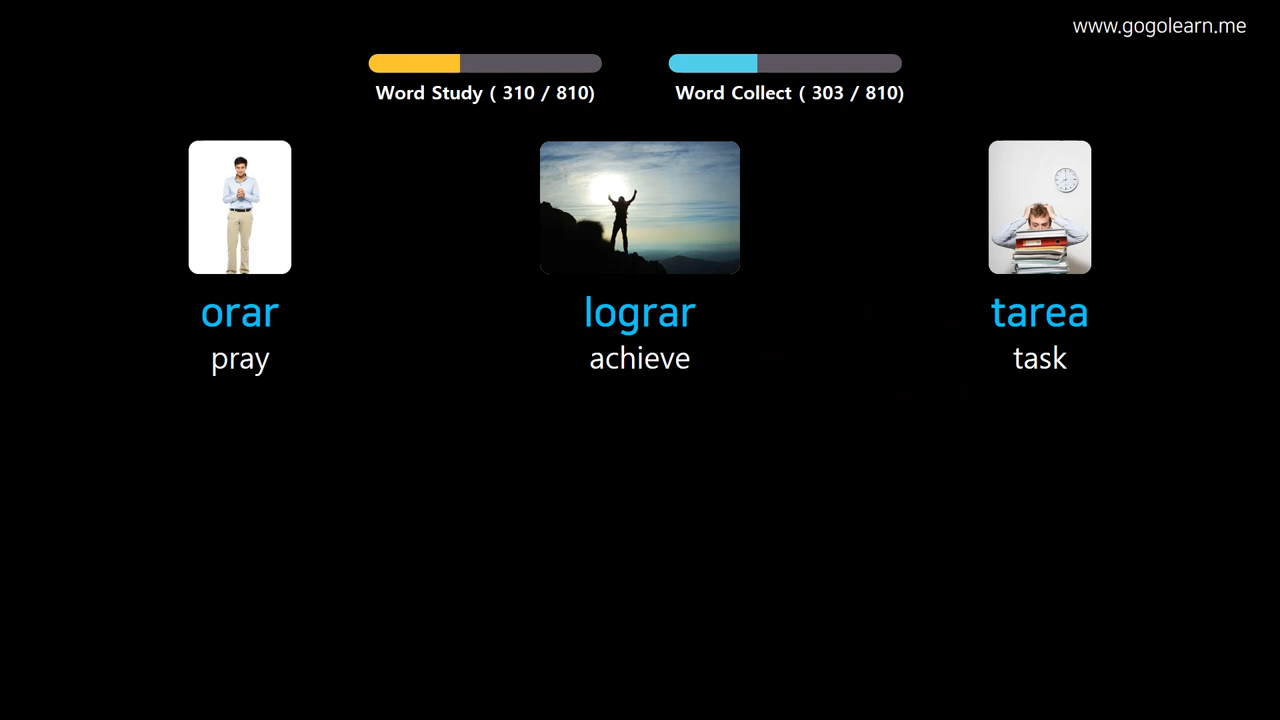 www.gogolearn.me
Word Study ( 310 / 810)
Word Collect ( 303 / 810)
orar
pray
lograr
achieve
tarea
task